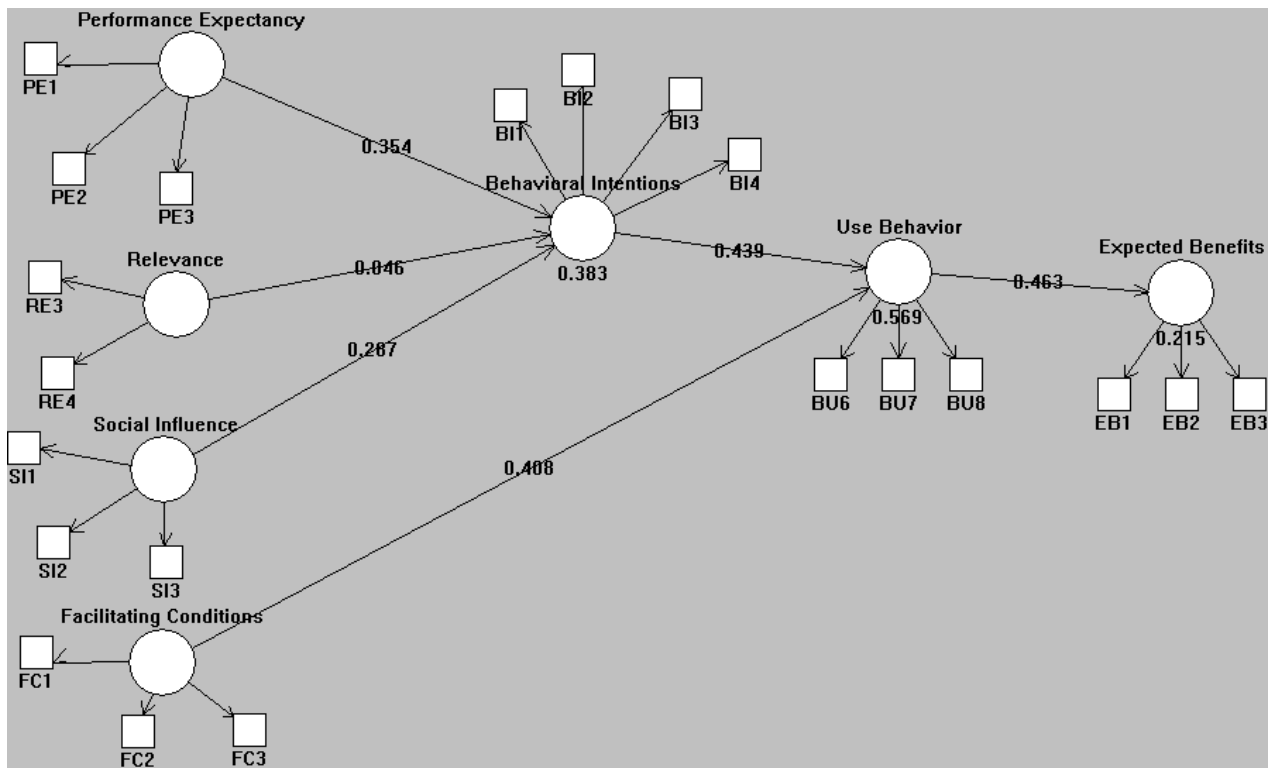 Performance Expectancy
PE1
PE2
PE3
0.354
BI1
BI2
BI3
BI4
Behavioral Intentions
0.383
Relevance
RE3
RE4
0.046
0.439
Use Behavior
0.569
BU6
BU7
BU8
0.463
Expected Benefits
0.215
EB1
EB2
EB3
0.287
Social Influence
SI1
SI2
SI3
0.408
Facilitating Conditions
FC1
FC2
FC3